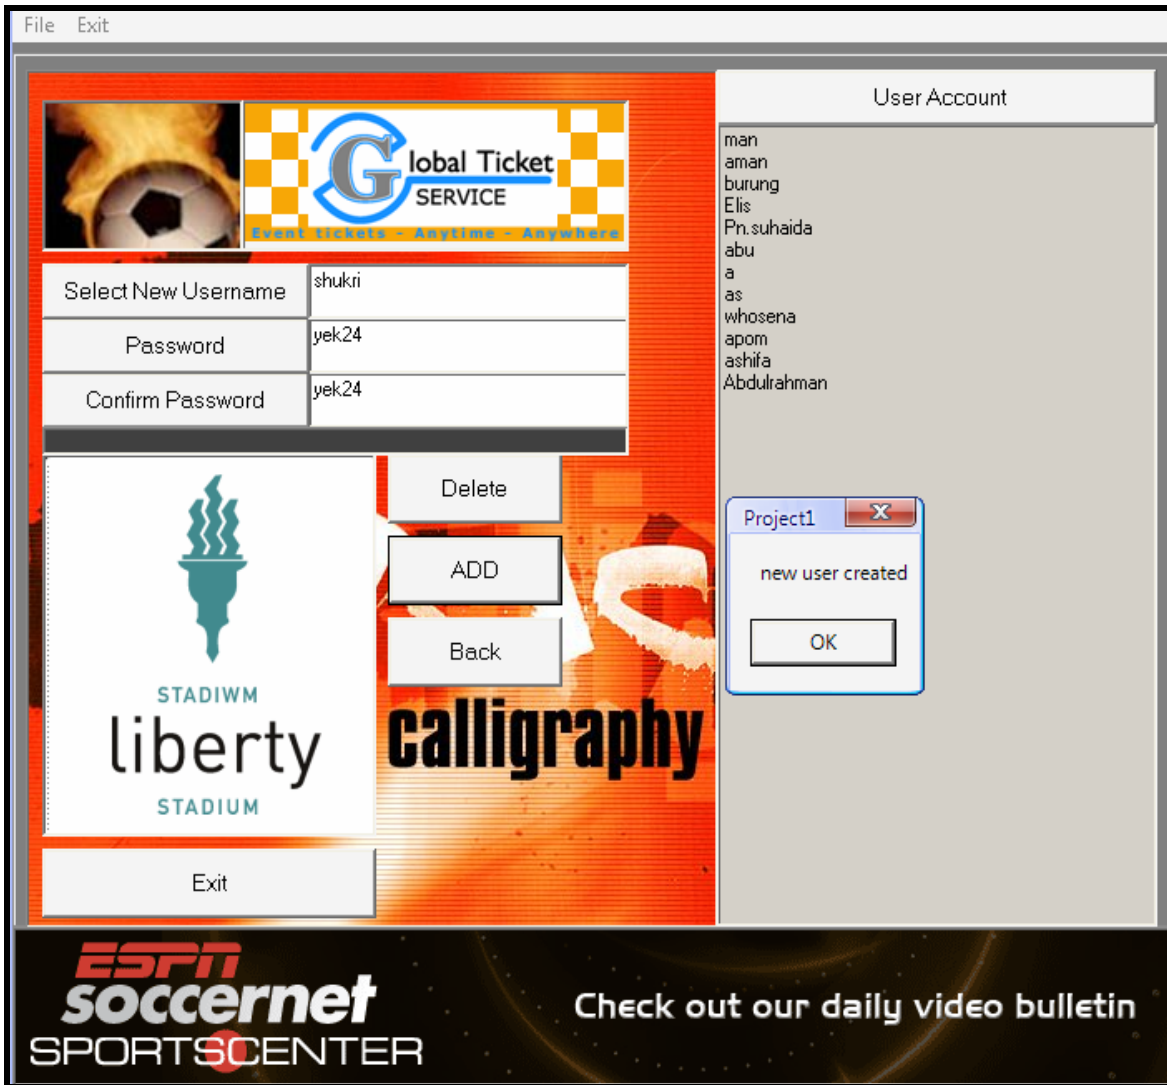 File Exit
User Account
Global Ticket
SERVICE
Event tickets - Anytime - Anywhere
Select New Username
shukri
Password
yek24
Confirm Password
yek24
man
aman
burung
Elis
Pn.suhaida
abu
a
as
whosena
apom
ashifa
Abdulrahman
Delete
ADD
Back
Project1
new user created
OK
STADIWM
liberty
STADIUM
calligraphy
Exit
ESPN
soccernet
SPORTSCENTER
Check out our daily video bulletin